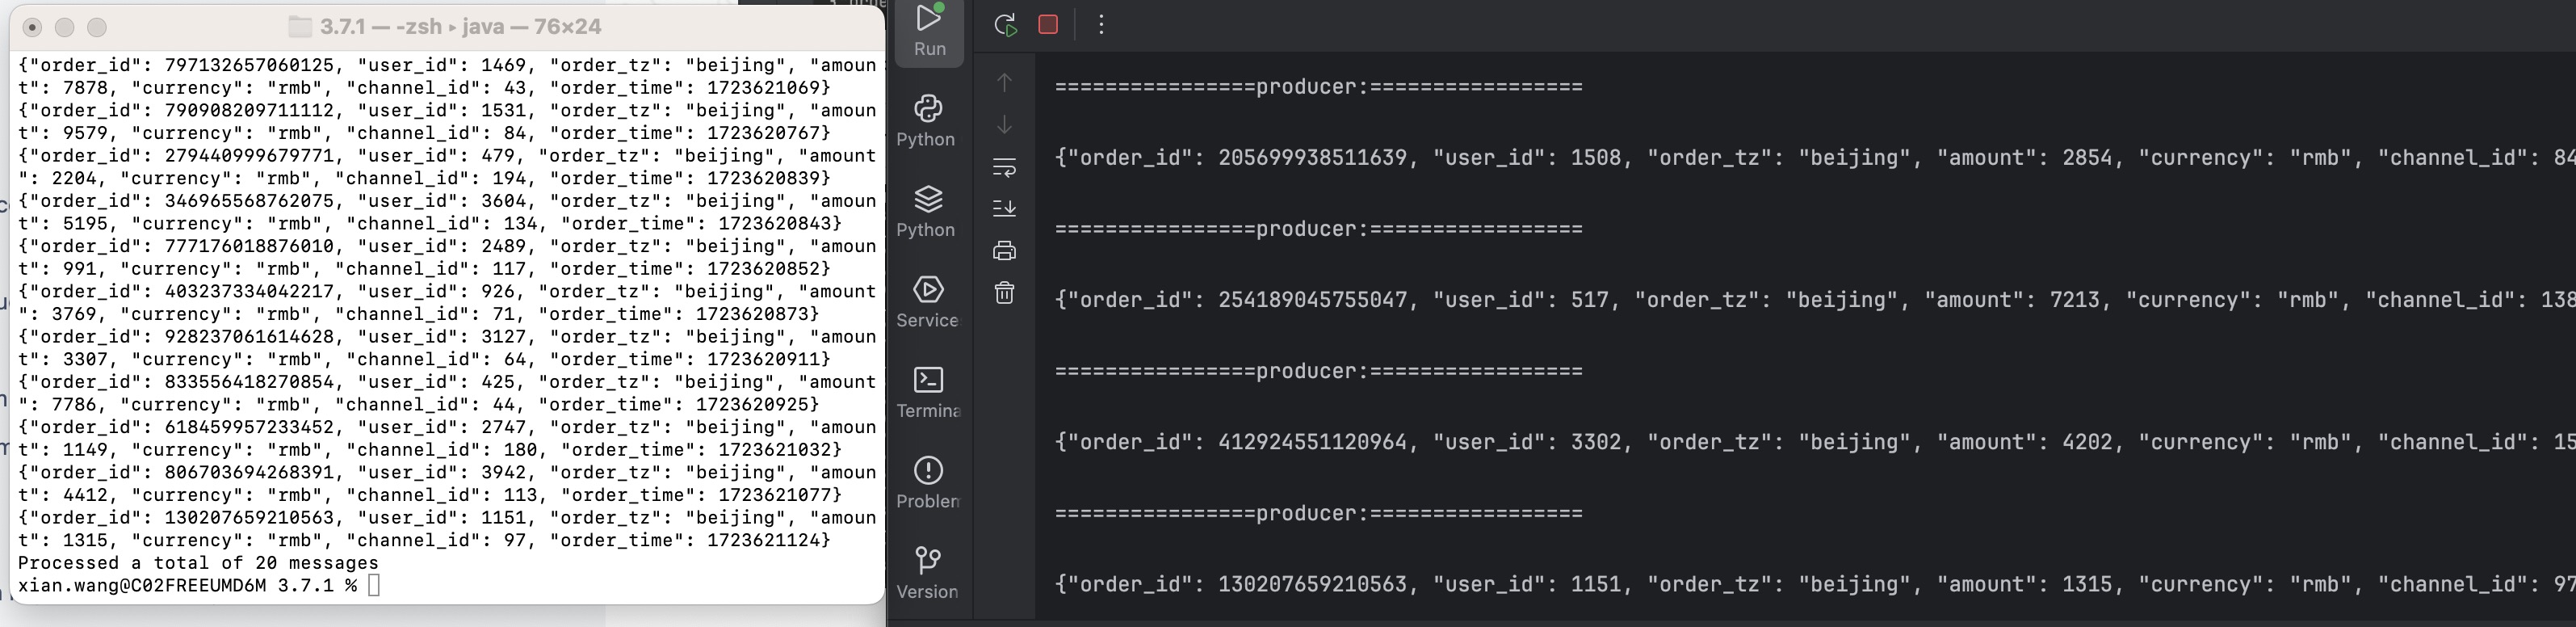 3.7.1 — -zsh ▸ java — 76×24
{"order_id": 797132657060125, "user_id": 1469, "order_tz": "beijing", "amoun
t": 7878, "currency": "rmb", "channel_id": 43, "order_time": 1723621069}
{"order_id": 790908209711112, "user_id": 1531, "order_tz": "beijing", "amoun
t": 9579, "currency": "rmb", "channel_id": 84, "order_time": 1723620767}
{"order_id": 279440999679771, "user_id": 479, "order_tz": "beijing", "amount
": 2204, "currency": "rmb", "channel_id": 194, "order_time": 1723620839}
{"order_id": 346965568762075, "user_id": 3604, "order_tz": "beijing", "amoun
t": 5195, "currency": "rmb", "channel_id": 134, "order_time": 1723620843}
{"order_id": 777176018876010, "user_id": 2489, "order_tz": "beijing", "amoun
t": 991, "currency": "rmb", "channel_id": 117, "order_time": 1723620852}
{"order_id": 403237334042217, "user_id": 926, "order_tz": "beijing", "amount
": 3769, "currency": "rmb", "channel_id": 71, "order_time": 1723620873}
{"order_id": 928237061614628, "user_id": 3127, "order_tz": "beijing", "amoun
t": 3307, "currency": "rmb", "channel_id": 64, "order_time": 1723620911}
{"order_id": 833556418270854, "user_id": 425, "order_tz": "beijing", "amount
": 7786, "currency": "rmb", "channel_id": 44, "order_time": 1723620925}
{"order_id": 618459957233452, "user_id": 2747, "order_tz": "beijing", "amoun
t": 1149, "currency": "rmb", "channel_id": 180, "order_time": 1723621032}
{"order_id": 806703694268391, "user_id": 3942, "order_tz": "beijing", "amoun
t": 4412, "currency": "rmb", "channel_id": 113, "order_time": 1723621077}
{"order_id": 130207659210563, "user_id": 1151, "order_tz": "beijing", "amoun
t": 1315, "currency": "rmb", "channel_id": 97, "order_time": 1723621124}
Processed a total of 20 messages
xian.wang@C02FREEUMD6M 3.7.1 %
Run
Python
Python
Service
Termina
Problem
Version
================producer:=================
{"order_id": 205699938511639, "user_id": 1508, "order_tz": "beijing", "amount": 2854, "currency": "rmb", "channel_id": 84
================producer:=================
{"order_id": 254189045755047, "user_id": 517, "order_tz": "beijing", "amount": 7213, "currency": "rmb", "channel_id": 138
================producer:=================
{"order_id": 412924551120964, "user_id": 3302, "order_tz": "beijing", "amount": 4202, "currency": "rmb", "channel_id": 15
================producer:=================
{"order_id": 130207659210563, "user_id": 1151, "order_tz": "beijing", "amount": 1315, "currency": "rmb", "channel_id": 97